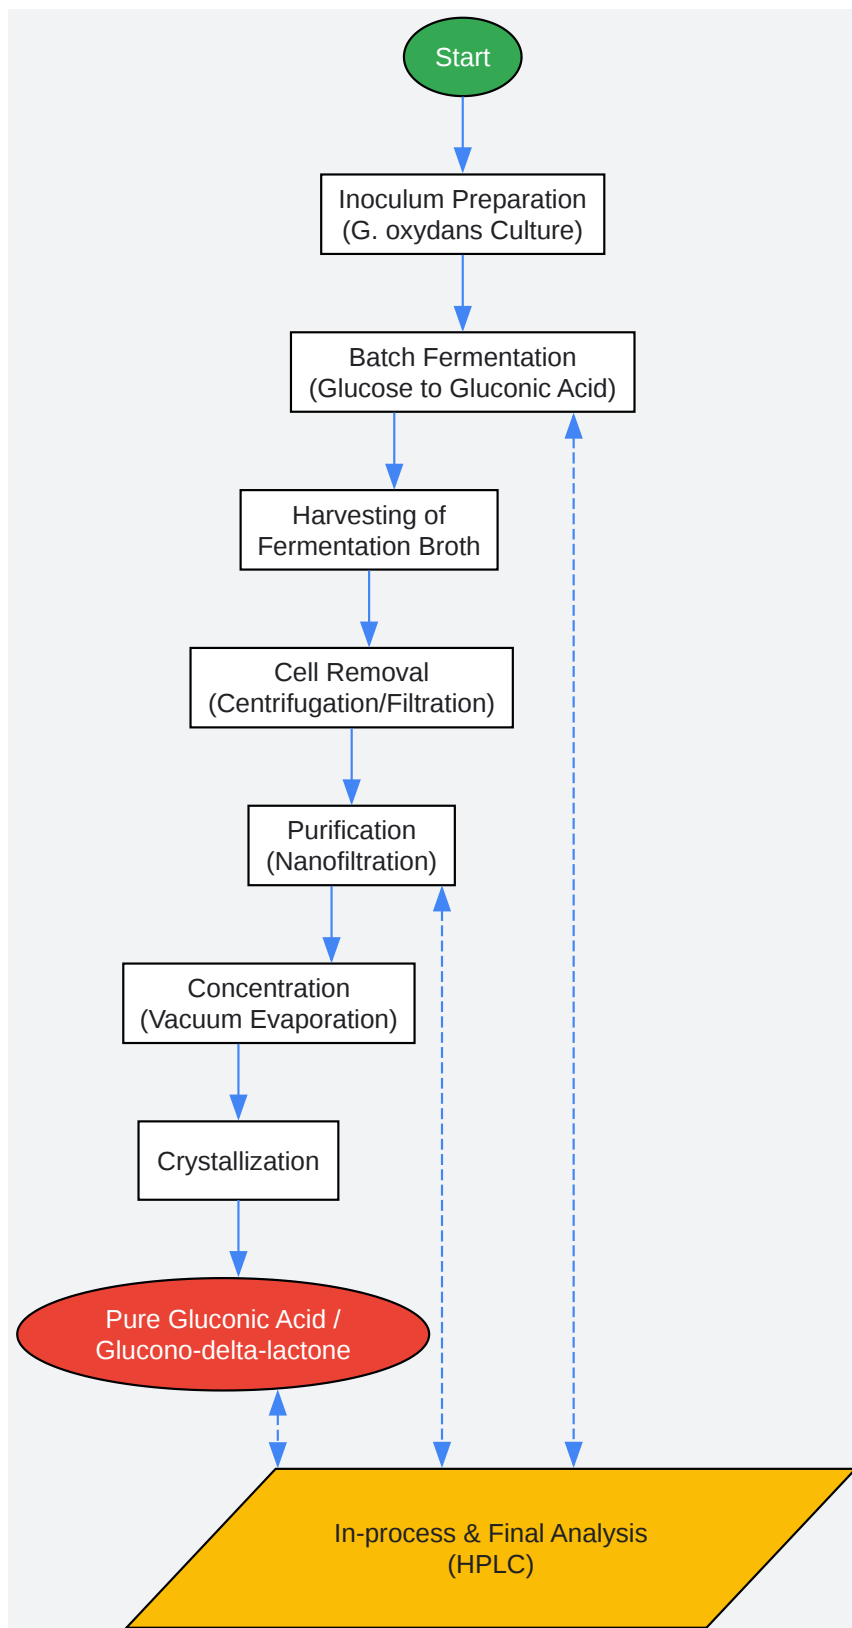 Start
Inoculum Preparation
(G. oxydans Culture)
Batch Fermentation
(Glucose to Gluconic Acid)
Harvesting of
Fermentation Broth
Cell Removal
(Centrifugation/Filtration)
Purification
(Nanofiltration)
Concentration
(Vacuum Evaporation)
Crystallization
Pure Gluconic Acid /
Glucono-delta-lactone
In-process & Final Analysis
(HPLC)